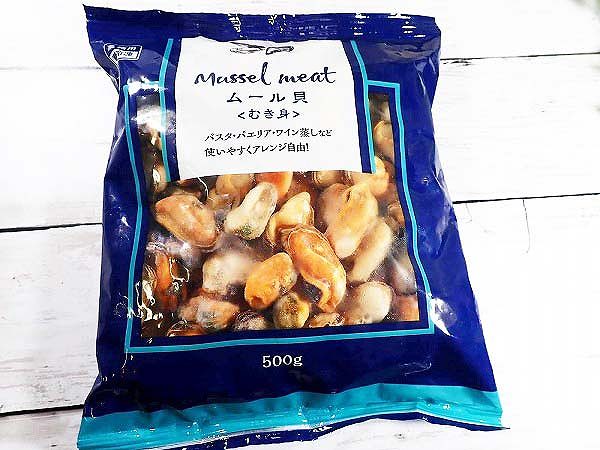 Mussel meat
ムール貝
<むき身>
パスタ・パエリア・ワイン蒸しなど
使いやすくアレンジ自由!
500g